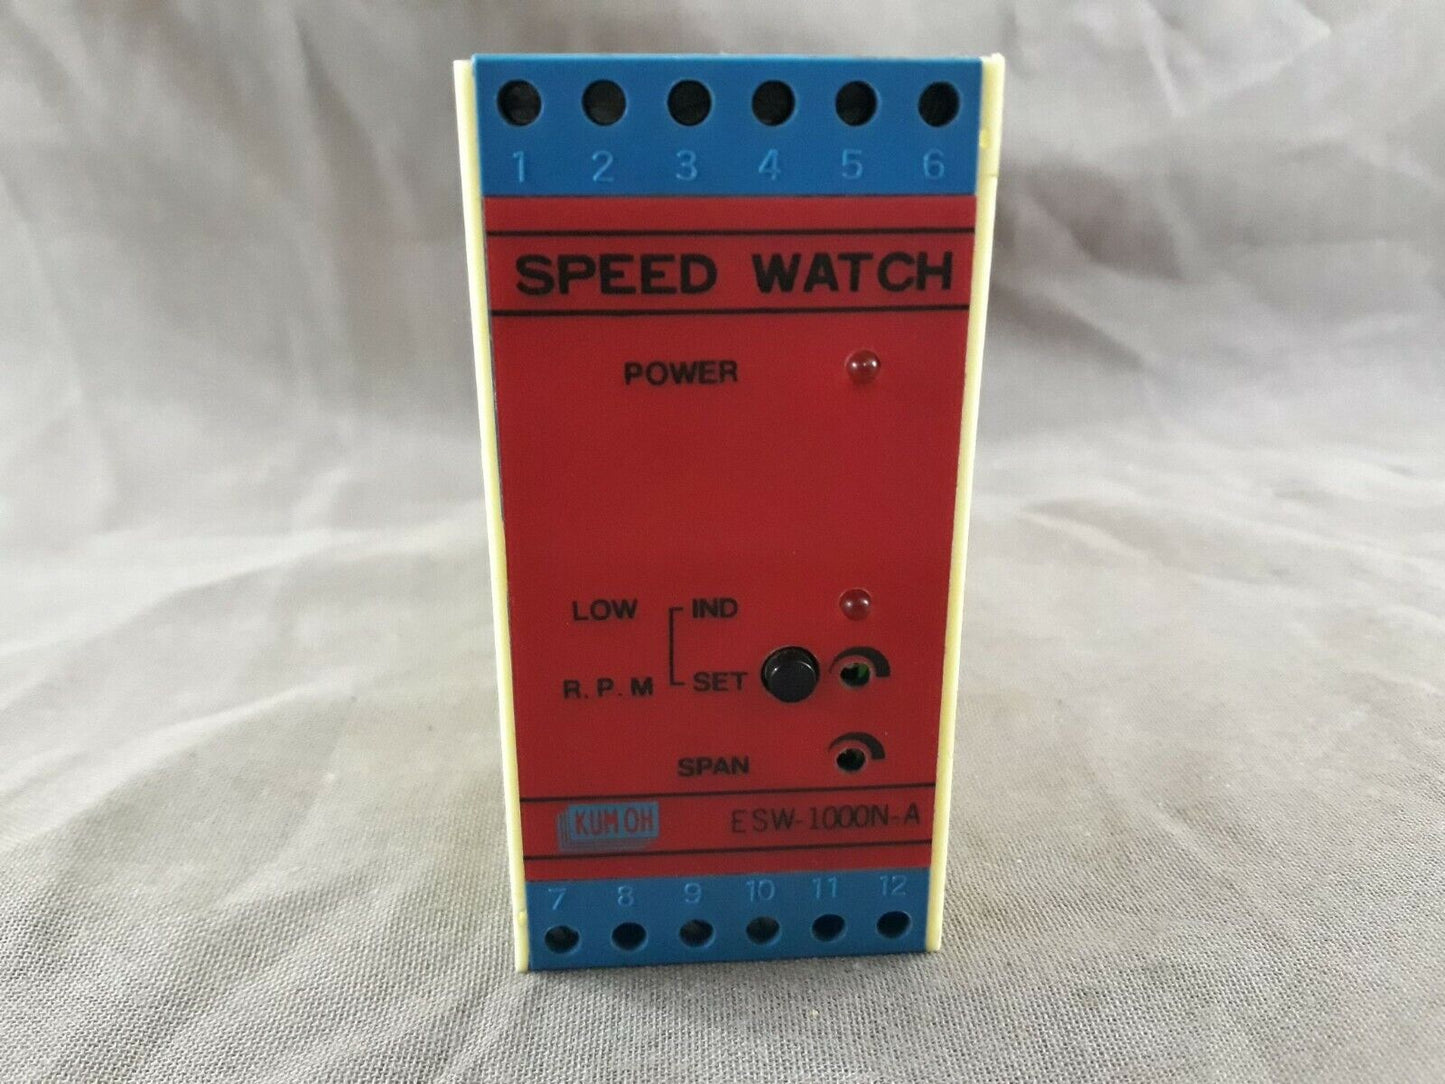 1 2 3 4 5 6
SPEED WATCH
POWER
LOW IND
R.P.M SET
SPAN
KUM OH ESW-1000N-A
7 8 9 10 11 12